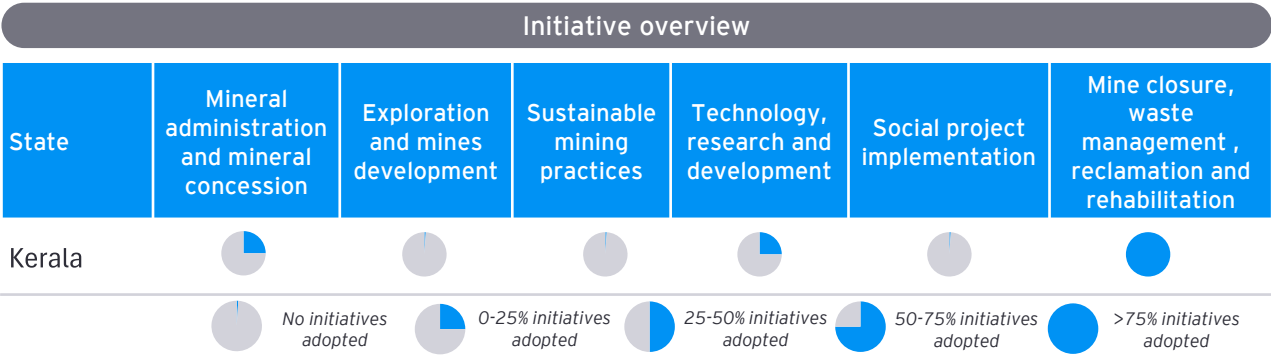 Initiative overview
State
Mineral
administration
and mineral
concession
Exploration
and mines
development
Sustainable
mining
practices
Technology,
research and
development
Social project
implementation
Mine closure,
waste
management ,
reclamation and
rehabilitation
Kerala
No initiatives
adopted
0-25% initiatives
adopted
25-50% initiatives
adopted
50-75% initiatives
adopted
>75% initiatives
adopted